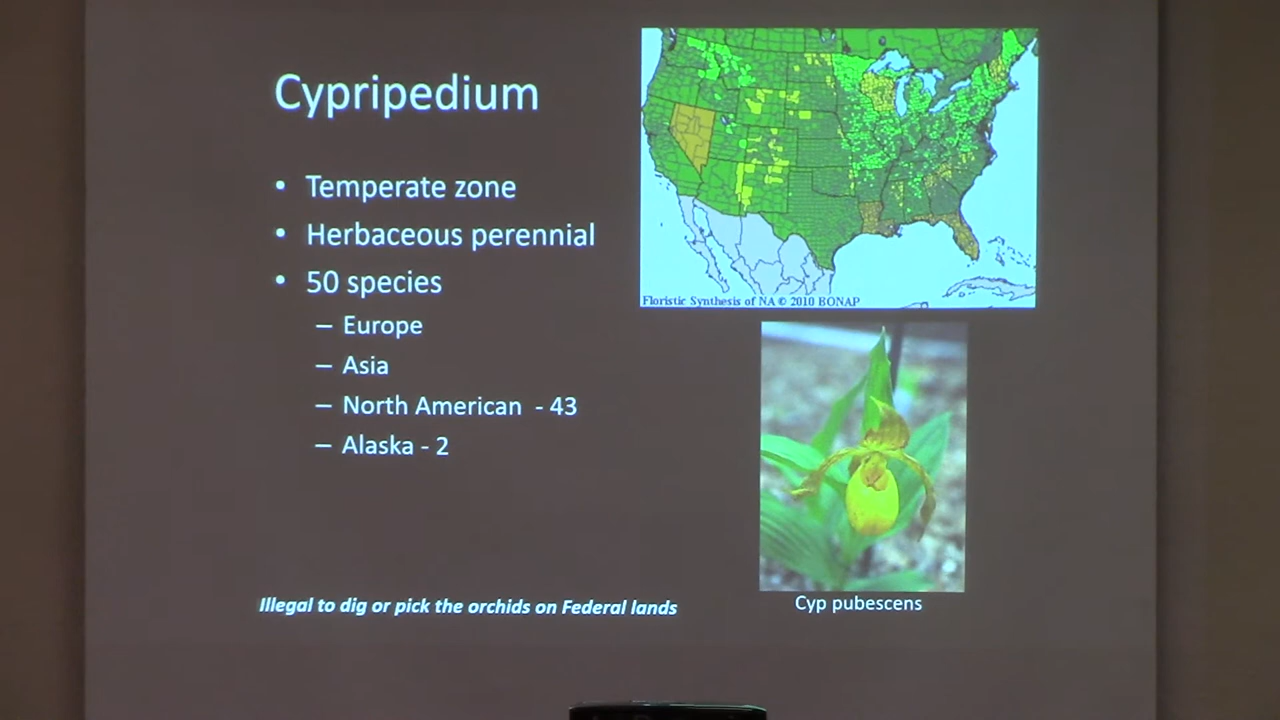 Cypripedium
• Temperate zone
• Herbaceous perennial
• 50 species
– Europe
– Asia
– North American - 43
– Alaska - 2
Illegal to dig or pick the orchids on Federal lands
Floristic Synthesis of NA © 2010 BONAP
Cyp pubescens